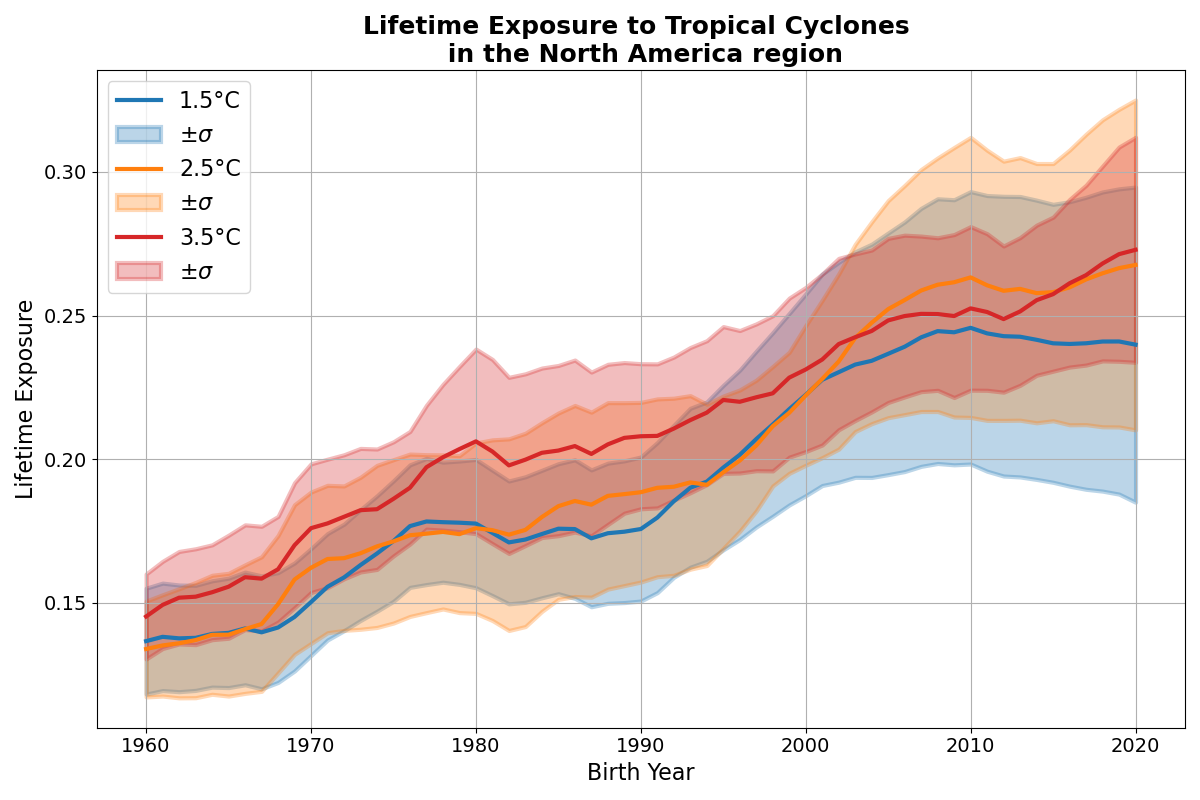 Lifetime Exposure to Tropical Cyclones
in the North America region
1.5°C
±σ
2.5°C
±σ
3.5°C
±σ
Lifetime Exposure
0.30
0.25
0.20
0.15
1960 1970 1980 1990 2000 2010 2020
Birth Year